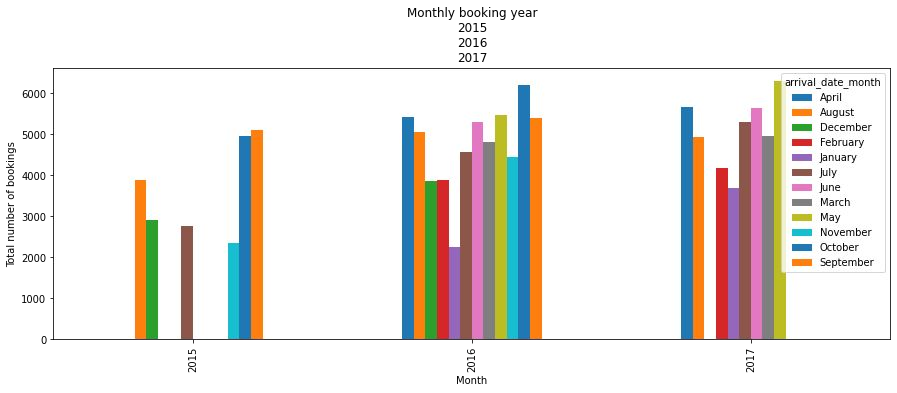 Monthly booking year
2015
2016
2017
Total number of bookings
6000
5000
4000
3000
2000
1000
0
arrival_date_month
April
August
December
February
January
July
June
March
May
November
October
September
2015
2016
2017
Month